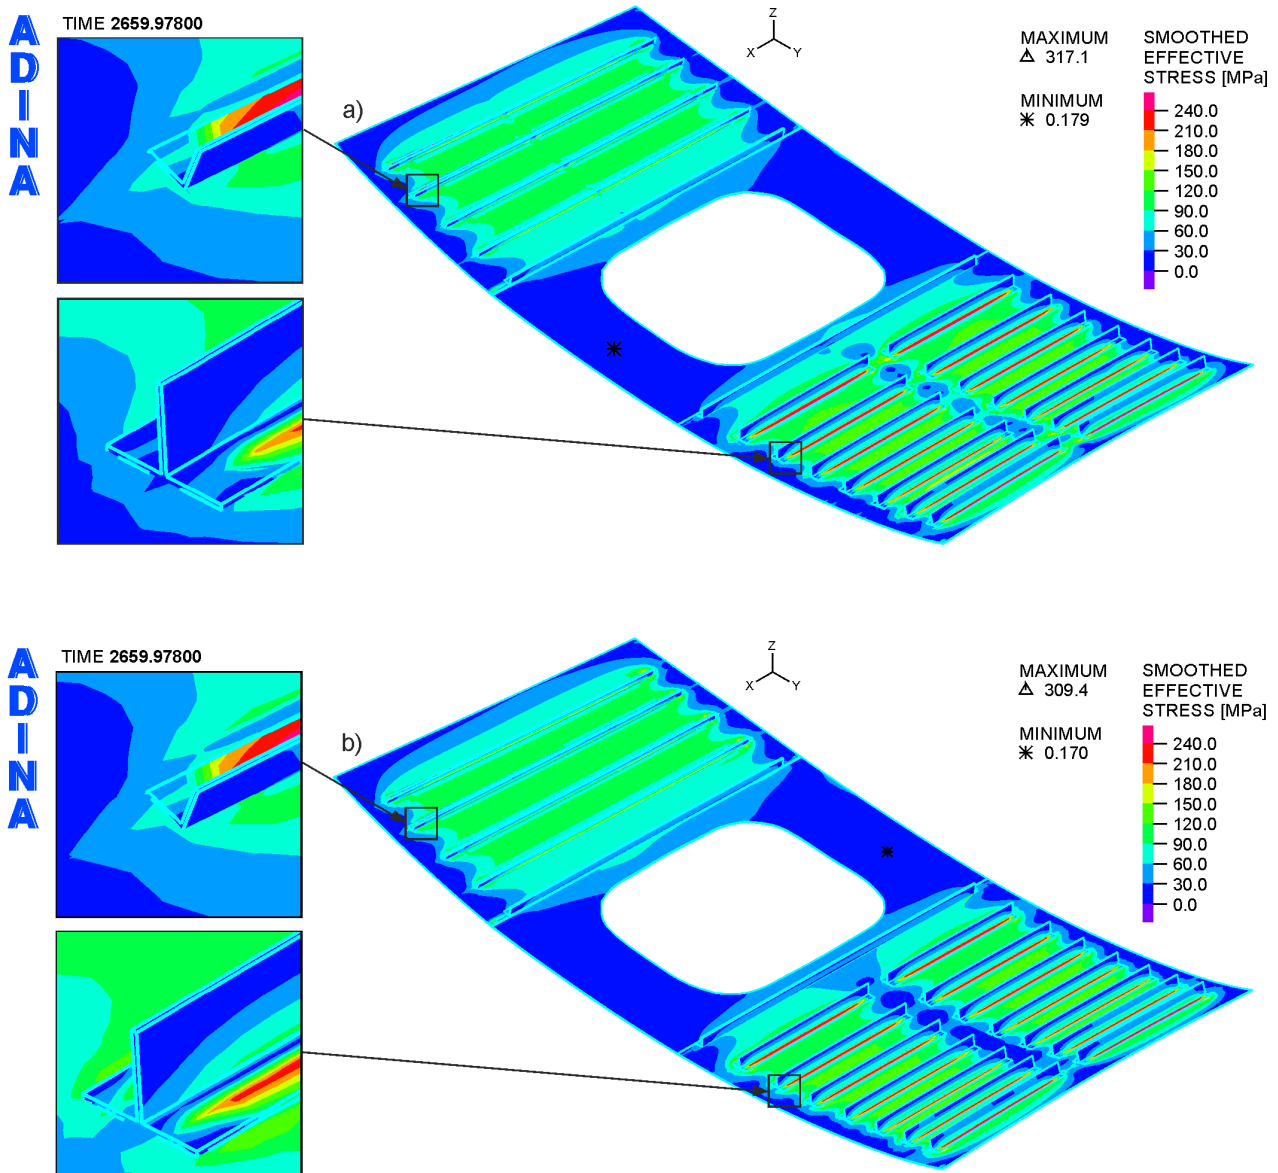 ADINA
TIME 2659.97800
a)
Z
X
Y
MAXIMUM
317.1
MINIMUM
0.179
SMOOTHED
EFFECTIVE
STRESS [MPa]
240.0
210.0
180.0
150.0
120.0
90.0
60.0
30.0
0.0
ADINA
TIME 2659.97800
b)
Z
X
Y
MAXIMUM
309.4
MINIMUM
0.170
SMOOTHED
EFFECTIVE
STRESS [MPa]
240.0
210.0
180.0
150.0
120.0
90.0
60.0
30.0
0.0